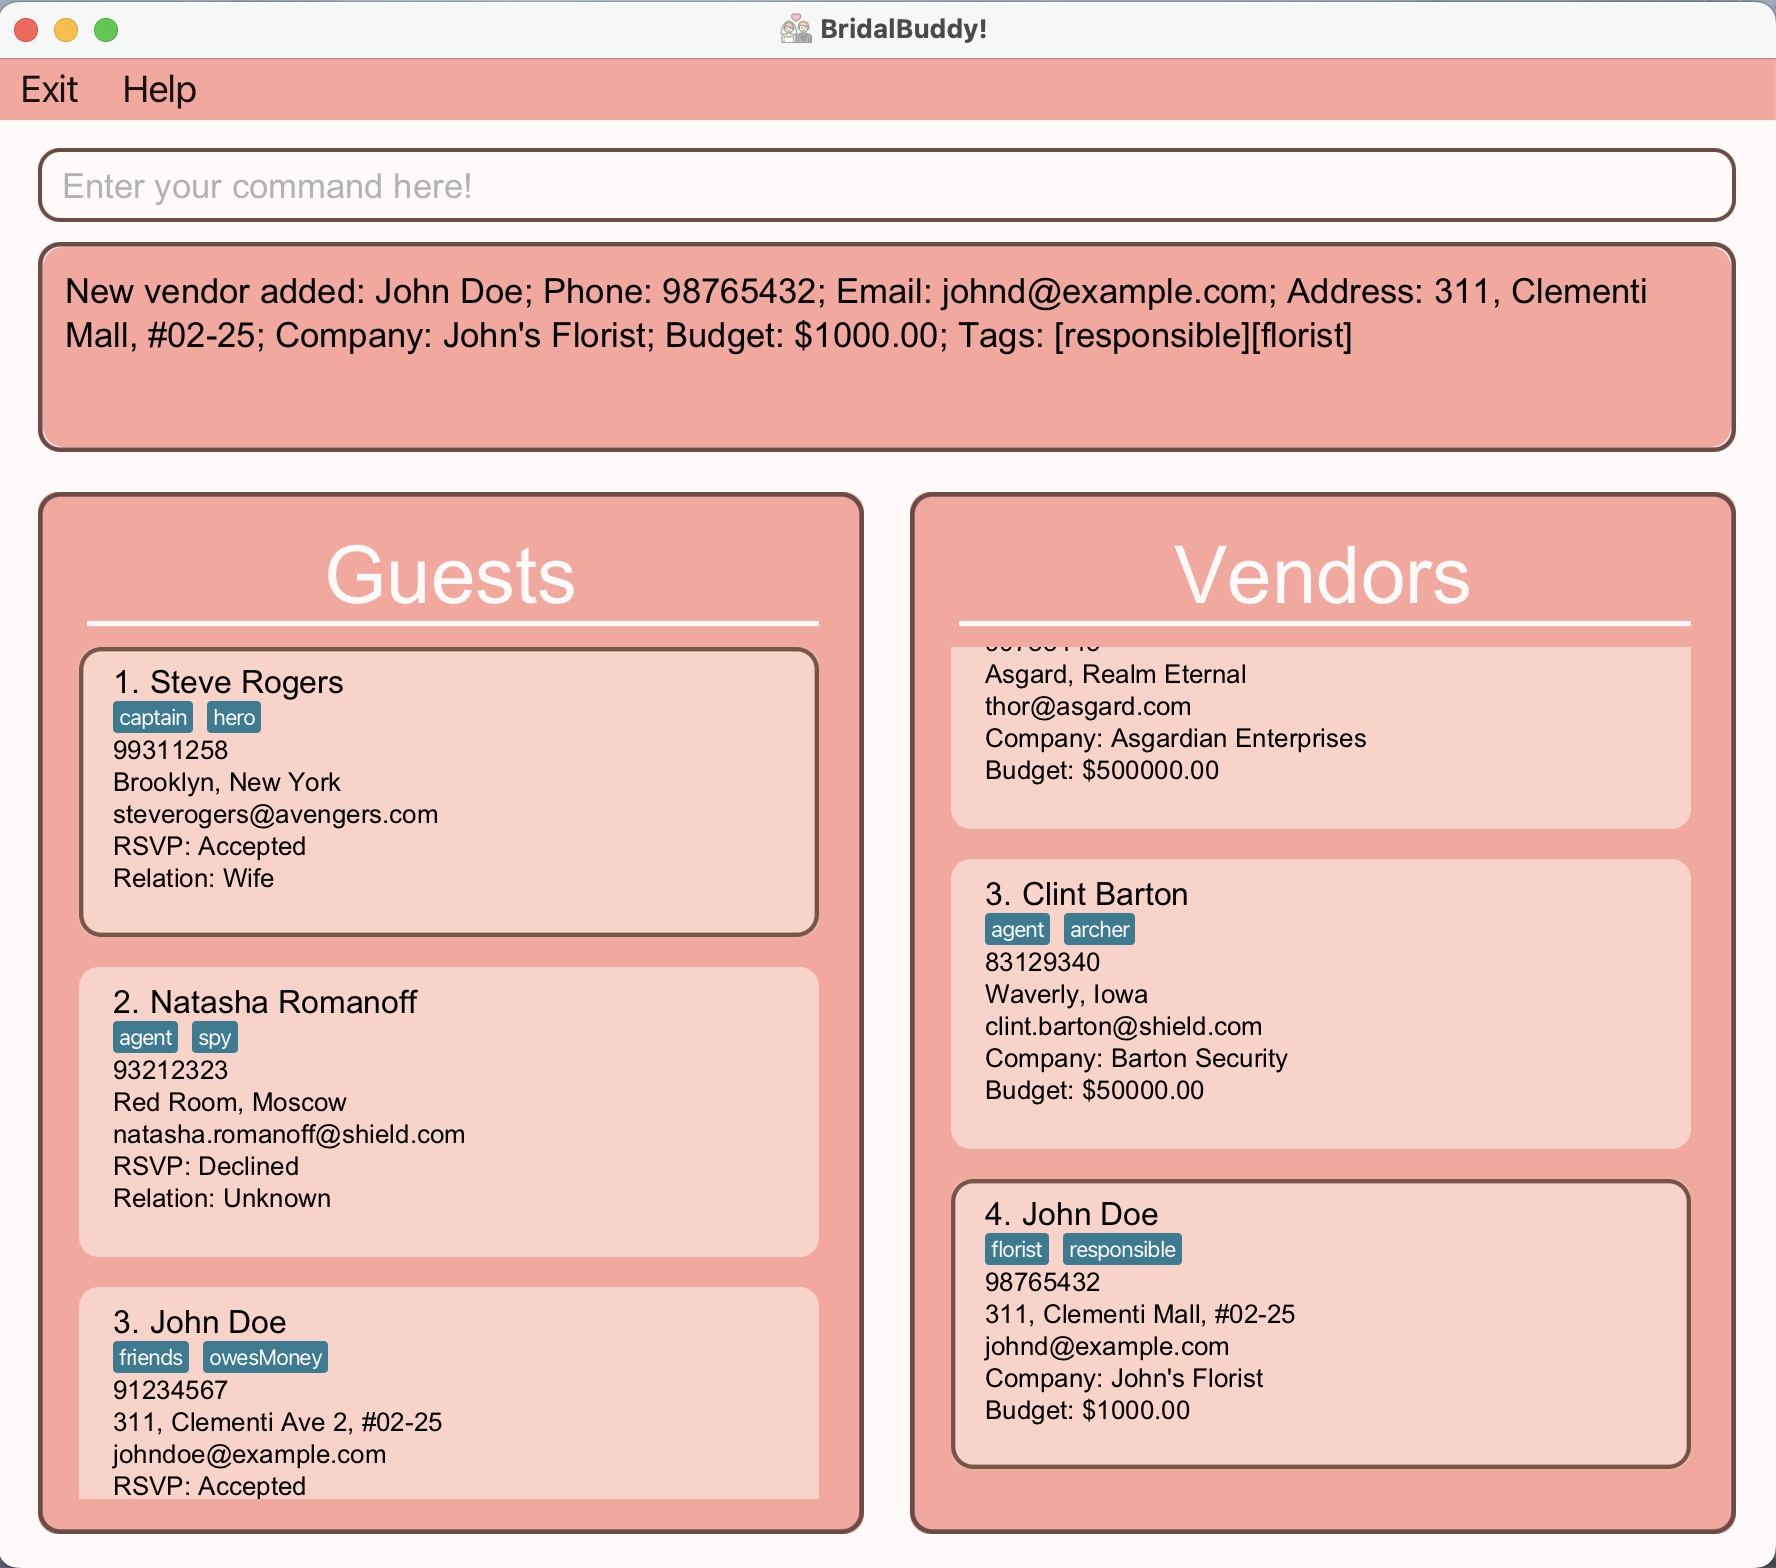 BridalBuddy!
Exit Help
Enter your command here!
New vendor added: John Doe; Phone: 98765432; Email: johnd@example.com; Address: 311, Clementi
Mall, #02-25; Company: John's Florist; Budget: $1000.00; Tags: [responsible][florist]
Guests
1. Steve Rogers
captain hero
99311258
Brooklyn, New York
steverogers@avengers.com
RSVP: Accepted
Relation: Wife
2. Natasha Romanoff
agent spy
93212323
Red Room, Moscow
natasha.romanoff@shield.com
RSVP: Declined
Relation: Unknown
3. John Doe
friends owesMoney
91234567
311, Clementi Ave 2, #02-25
johndoe@example.com
RSVP: Accepted
Vendors
Asgard, Realm Eternal
thor@asgard.com
Company: Asgardian Enterprises
Budget: $500000.00
3. Clint Barton
agent archer
83129340
Waverly, Iowa
clint.barton@shield.com
Company: Barton Security
Budget: $50000.00
4. John Doe
florist responsible
98765432
311, Clementi Mall, #02-25
johnd@example.com
Company: John's Florist
Budget: $1000.00